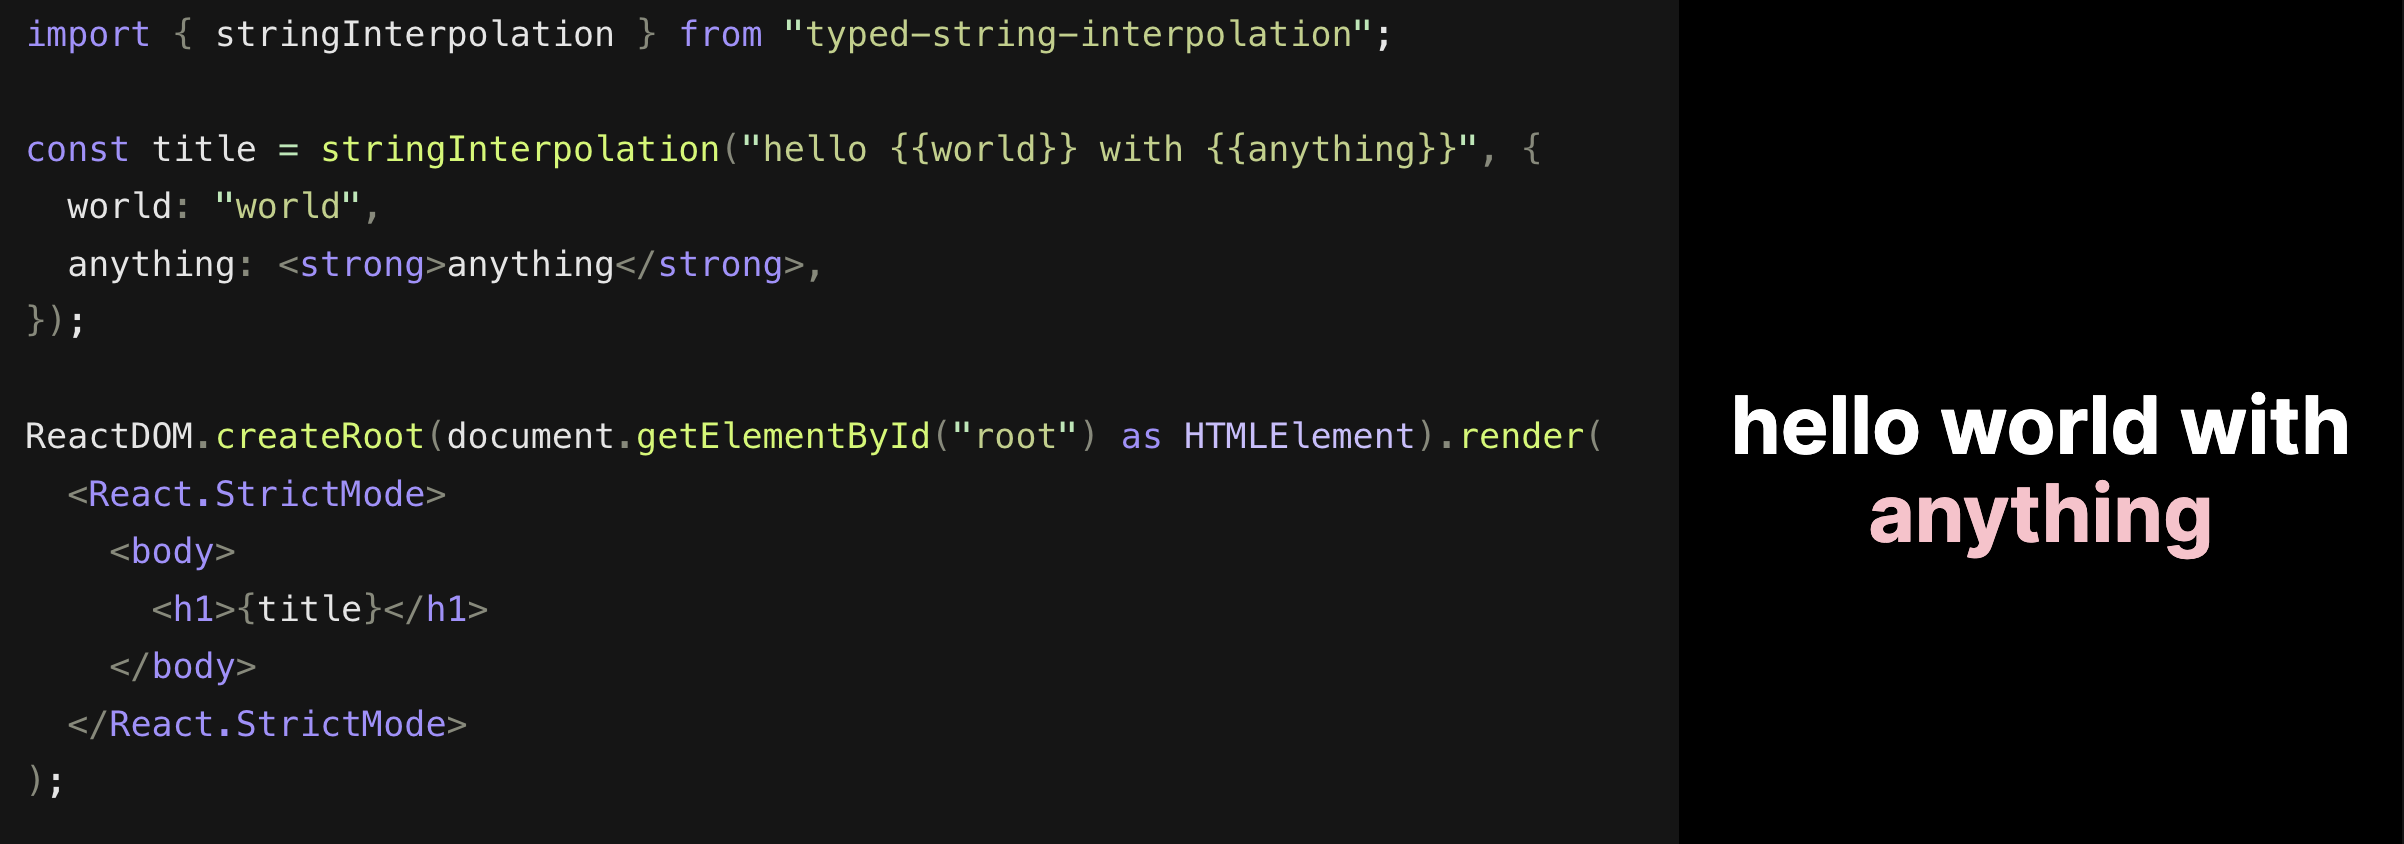 import { stringInterpolation } from "typed-string-interpolation";
const title = stringInterpolation("hello {{world}} with {{anything}}", {
  world: "world",
  anything: <strong>anything</strong>,
});
ReactDOM.createRoot(document.getElementById("root") as HTMLElement).render(
  <React.StrictMode>
    <body>
      <h1>{title}</h1>
    </body>
  </React.StrictMode>
);
hello world with
anything